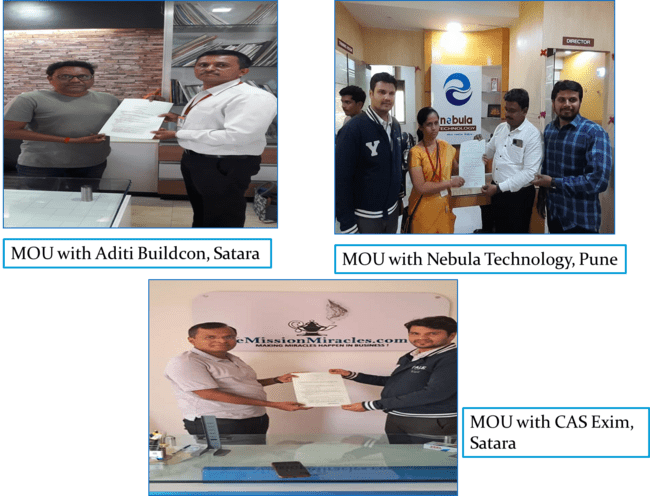 DIRECTOR
Y
nebula
TECHNOLOGY
MOU with Aditi Buildcon, Satara
MOU with Nebula Technology, Pune
eMissionMiracles.com
MAKING MIRACLES HAPPEN IN BUSINESS !
MOU with CAS Exim,
Satara